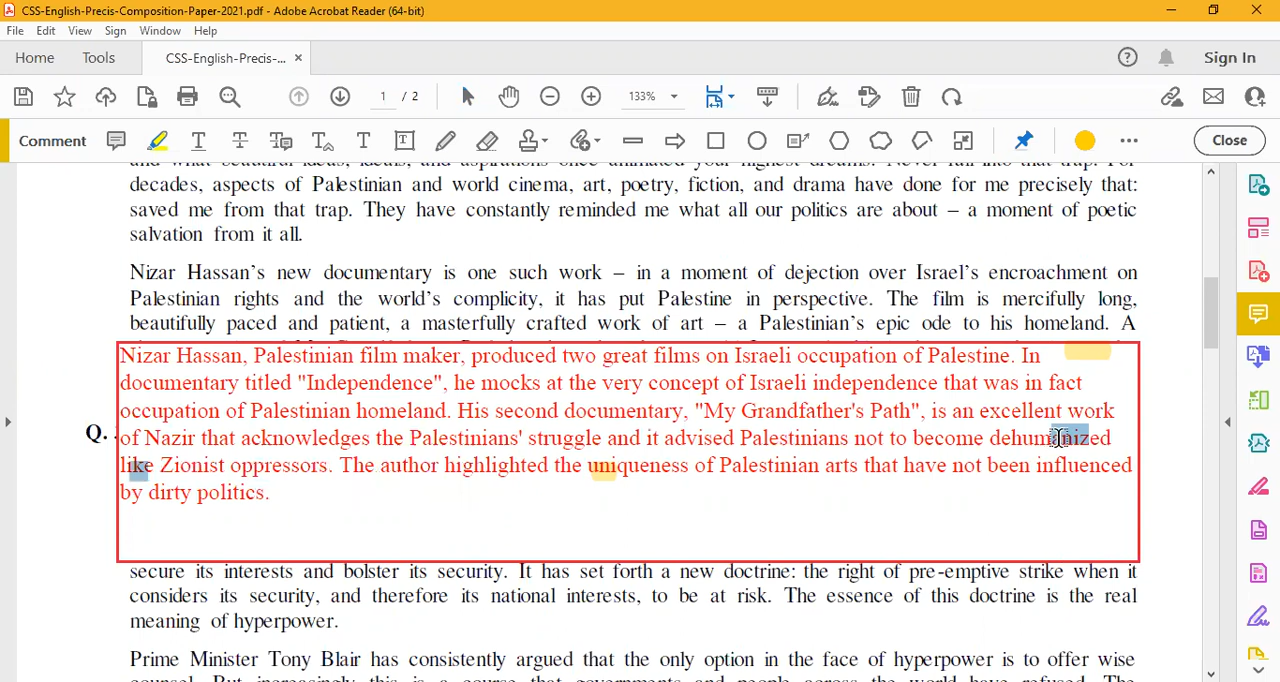 CSS-English-Precis-Composition-Paper-2021.pdf - Adobe Acrobat Reader (64-bit)
File Edit View Sign Window Help
Home Tools CSS-English-Precis-... × Sign In
1 / 2 133%
Comment Close
decades, aspects of Palestinian and world cinema, art, poetry, fiction, and drama have done for me precisely that:
saved me from that trap. They have constantly reminded me what all our politics are about – a moment of poetic
salvation from it all.
Nizar Hassan's new documentary is one such work – in a moment of dejection over Israel's encroachment on
Palestinian rights and the world's complicity, it has put Palestine in perspective. The film is mercifully long,
beautifully paced and patient, a masterfully crafted work of art – a Palestinian's epic ode to his homeland. A
Nizar Hassan, Palestinian film maker, produced two great films on Israeli occupation of Palestine. In
documentary titled "Independence", he mocks at the very concept of Israeli independence that was in fact
occupation of Palestinian homeland. His second documentary, "My Grandfather's Path", is an excellent work
Q. of Nazir that acknowledges the Palestinians' struggle and it advised Palestinians not to become dehumanized
like Zionist oppressors. The author highlighted the uniqueness of Palestinian arts that have not been influenced
by dirty politics.
secure its interests and bolster its security. It has set forth a new doctrine: the right of pre-emptive strike when it
considers its security, and therefore its national interests, to be at risk. The essence of this doctrine is the real
meaning of hyperpower.
Prime Minister Tony Blair has consistently argued that the only option in the face of hyperpower is to offer wise